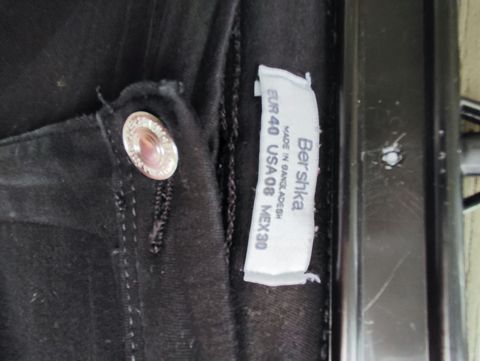 Bershka
MADE IN BANGLADESH
EUR 40 USA 08 MEX 30